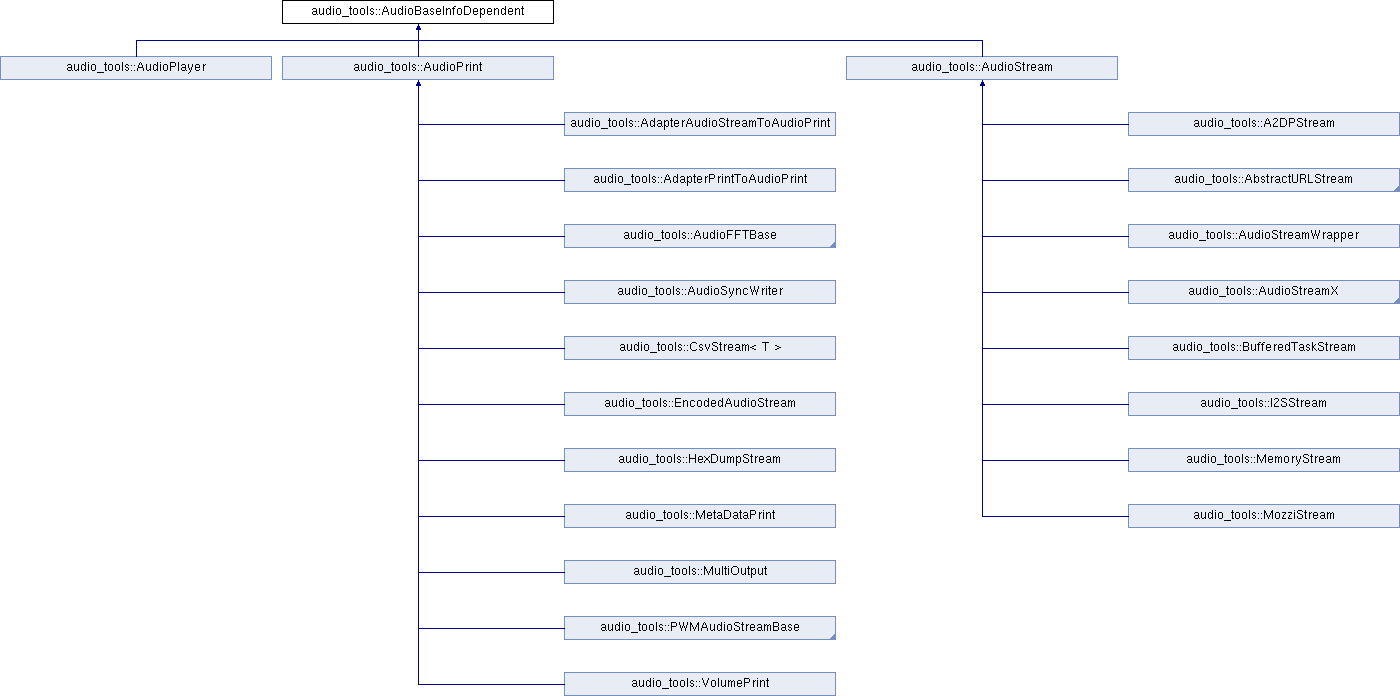 audio_tools::AudioBaseInfoDependent
audio_tools::AudioPlayer
audio_tools::AudioPrint
audio_tools::AudioStream
audio_tools::AdapterAudioStreamToAudioPrint
audio_tools::A2DPStream
audio_tools::AdapterPrintToAudioPrint
audio_tools::AbstractURLStream
audio_tools::AudioFFTBase
audio_tools::AudioStreamWrapper
audio_tools::AudioSyncWriter
audio_tools::AudioStreamX
audio_tools::CsvStream< T >
audio_tools::BufferedTaskStream
audio_tools::EncodedAudioStream
audio_tools::I2SStream
audio_tools::HexDumpStream
audio_tools::MemoryStream
audio_tools::MetaDataPrint
audio_tools::MozziStream
audio_tools::MultiOutput
audio_tools::PWMAudioStreamBase
audio_tools::VolumePrint